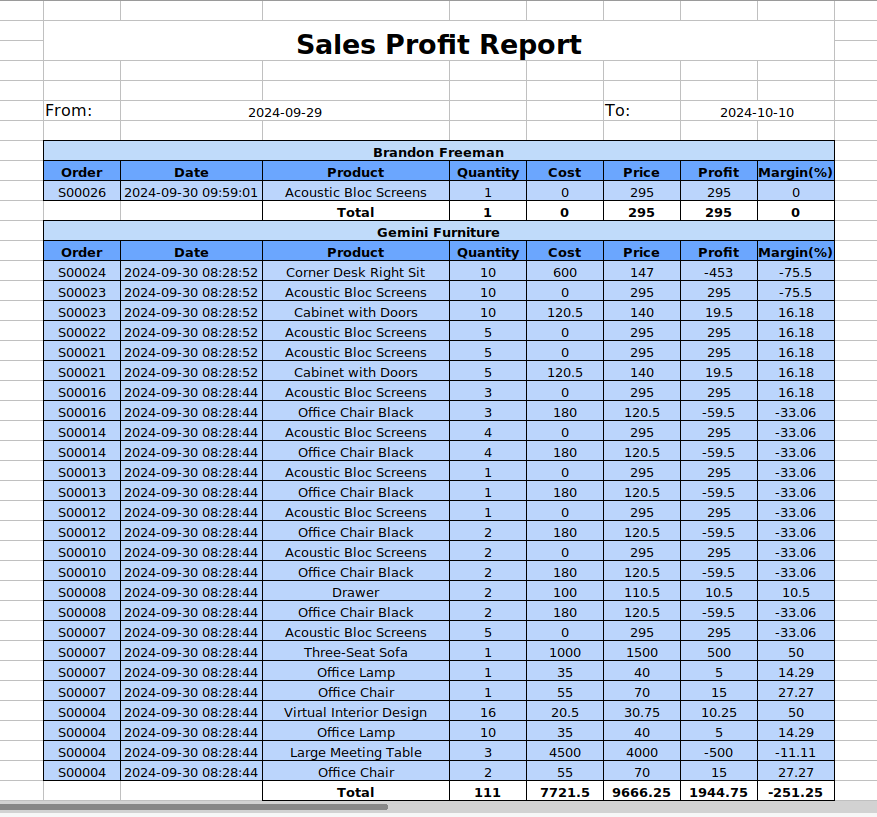 Sales Profit Report
From: 2024-09-29 To: 2024-10-10
Brandon Freeman
Order Date Product Quantity Cost Price Profit Margin(%)
S00026 2024-09-30 09:59:01 Acoustic Bloc Screens 1 0 295 295 0
Total 1 0 295 295 0
Gemini Furniture
Order Date Product Quantity Cost Price Profit Margin(%)
S00024 2024-09-30 08:28:52 Corner Desk Right Sit 10 600 147 -453 -75.5
S00023 2024-09-30 08:28:52 Acoustic Bloc Screens 10 0 295 295 -75.5
S00023 2024-09-30 08:28:52 Cabinet with Doors 10 120.5 140 19.5 16.18
S00022 2024-09-30 08:28:52 Acoustic Bloc Screens 5 0 295 295 16.18
S00021 2024-09-30 08:28:52 Acoustic Bloc Screens 5 0 295 295 16.18
S00021 2024-09-30 08:28:52 Cabinet with Doors 5 120.5 140 19.5 16.18
S00016 2024-09-30 08:28:44 Acoustic Bloc Screens 3 0 295 295 16.18
S00016 2024-09-30 08:28:44 Office Chair Black 3 180 120.5 -59.5 -33.06
S00014 2024-09-30 08:28:44 Acoustic Bloc Screens 4 0 295 295 -33.06
S00014 2024-09-30 08:28:44 Office Chair Black 4 180 120.5 -59.5 -33.06
S00013 2024-09-30 08:28:44 Acoustic Bloc Screens 1 0 295 295 -33.06
S00013 2024-09-30 08:28:44 Office Chair Black 1 180 120.5 -59.5 -33.06
S00012 2024-09-30 08:28:44 Acoustic Bloc Screens 1 0 295 295 -33.06
S00012 2024-09-30 08:28:44 Office Chair Black 2 180 120.5 -59.5 -33.06
S00010 2024-09-30 08:28:44 Acoustic Bloc Screens 2 0 295 295 -33.06
S00010 2024-09-30 08:28:44 Office Chair Black 2 180 120.5 -59.5 -33.06
S00008 2024-09-30 08:28:44 Drawer 2 100 110.5 10.5 10.5
S00008 2024-09-30 08:28:44 Office Chair Black 2 180 120.5 -59.5 -33.06
S00007 2024-09-30 08:28:44 Acoustic Bloc Screens 5 0 295 295 -33.06
S00007 2024-09-30 08:28:44 Three-Seat Sofa 1 1000 1500 500 50
S00007 2024-09-30 08:28:44 Office Lamp 1 35 40 5 14.29
S00007 2024-09-30 08:28:44 Office Chair 1 55 70 15 27.27
S00004 2024-09-30 08:28:44 Virtual Interior Design 16 20.5 30.75 10.25 50
S00004 2024-09-30 08:28:44 Office Lamp 10 35 40 5 14.29
S00004 2024-09-30 08:28:44 Large Meeting Table 3 4500 4000 -500 -11.11
S00004 2024-09-30 08:28:44 Office Chair 2 55 70 15 27.27
Total 111 7721.5 9666.25 1944.75 -251.25